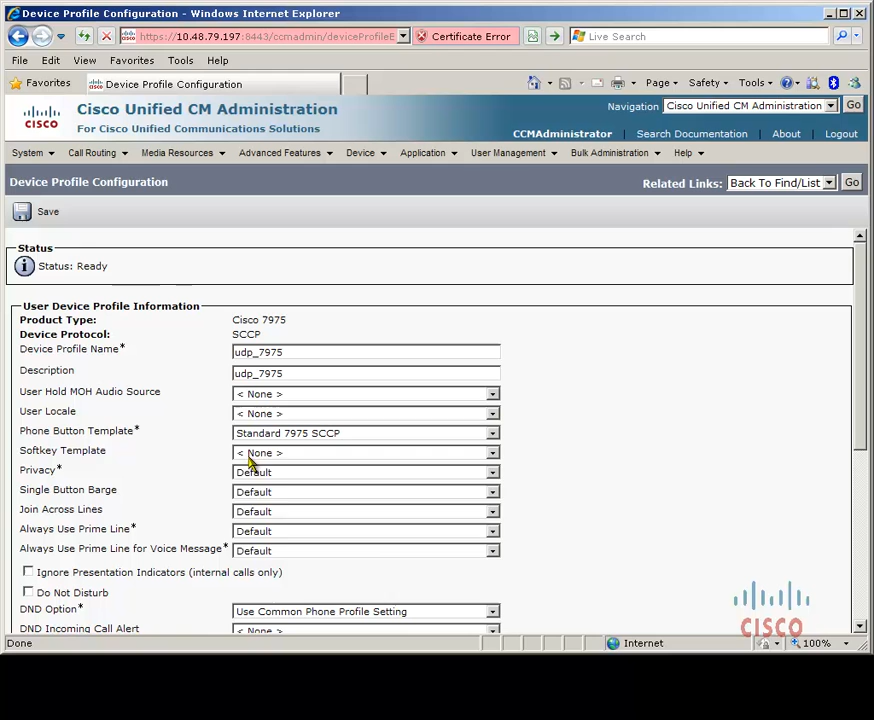 Device Profile Configuration - Windows Internet Explorer
https://10.48.79.197:8443/ccmadmin/deviceProfileE
Certificate Error
Live Search
File Edit View Favorites Tools Help
Favorites
Device Profile Configuration
Page Safety Tools
CISCO
Cisco Unified CM Administration
For Cisco Unified Communications Solutions
Navigation Cisco Unified CM Administration Go
CCMAdministrator Search Documentation About Logout
System Call Routing Media Resources Advanced Features Device Application User Management Bulk Administration Help
Device Profile Configuration
Related Links: Back To Find/List Go
Save
Status
Status: Ready
User Device Profile Information
Product Type: Cisco 7975
Device Protocol: SCCP
Device Profile Name* udp_7975
Description udp_7975
User Hold MOH Audio Source < None >
User Locale < None >
Phone Button Template* Standard 7975 SCCP
Softkey Template < None >
Privacy* Default
Single Button Barge Default
Join Across Lines Default
Always Use Prime Line* Default
Always Use Prime Line for Voice Message* Default
Ignore Presentation Indicators (internal calls only)
Do Not Disturb
DND Option* Use Common Phone Profile Setting
DND Incoming Call Alert < None >
CISCO
Done Internet 100%